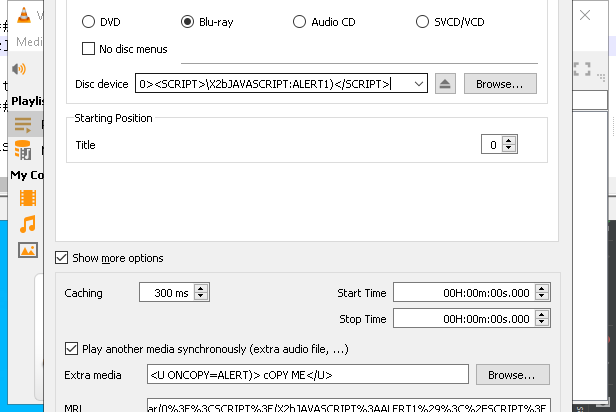 DVD
Blu-ray
Audio CD
SVCD/VCD
No disc menus
Disc device
0><SCRIPT>\X2bJAVASCRIPT:ALERT1)</SCRIPT>
Browse...
Starting Position
Title
0
Show more options
Caching
300 ms
Start Time
00H:00m:00s.000
Stop Time
00H:00m:00s.000
Play another media synchronously (extra audio file, ...)
Extra media
<U ONCOPY=ALERT)> cOPY ME</U>
Browse...
MRL
ar/0%3E%3CSCRIPT%3E/X2bJAVASCRIPT%3AALERT1%29%3C%2ESCRIPT%3E
Media
Playlis
My Co